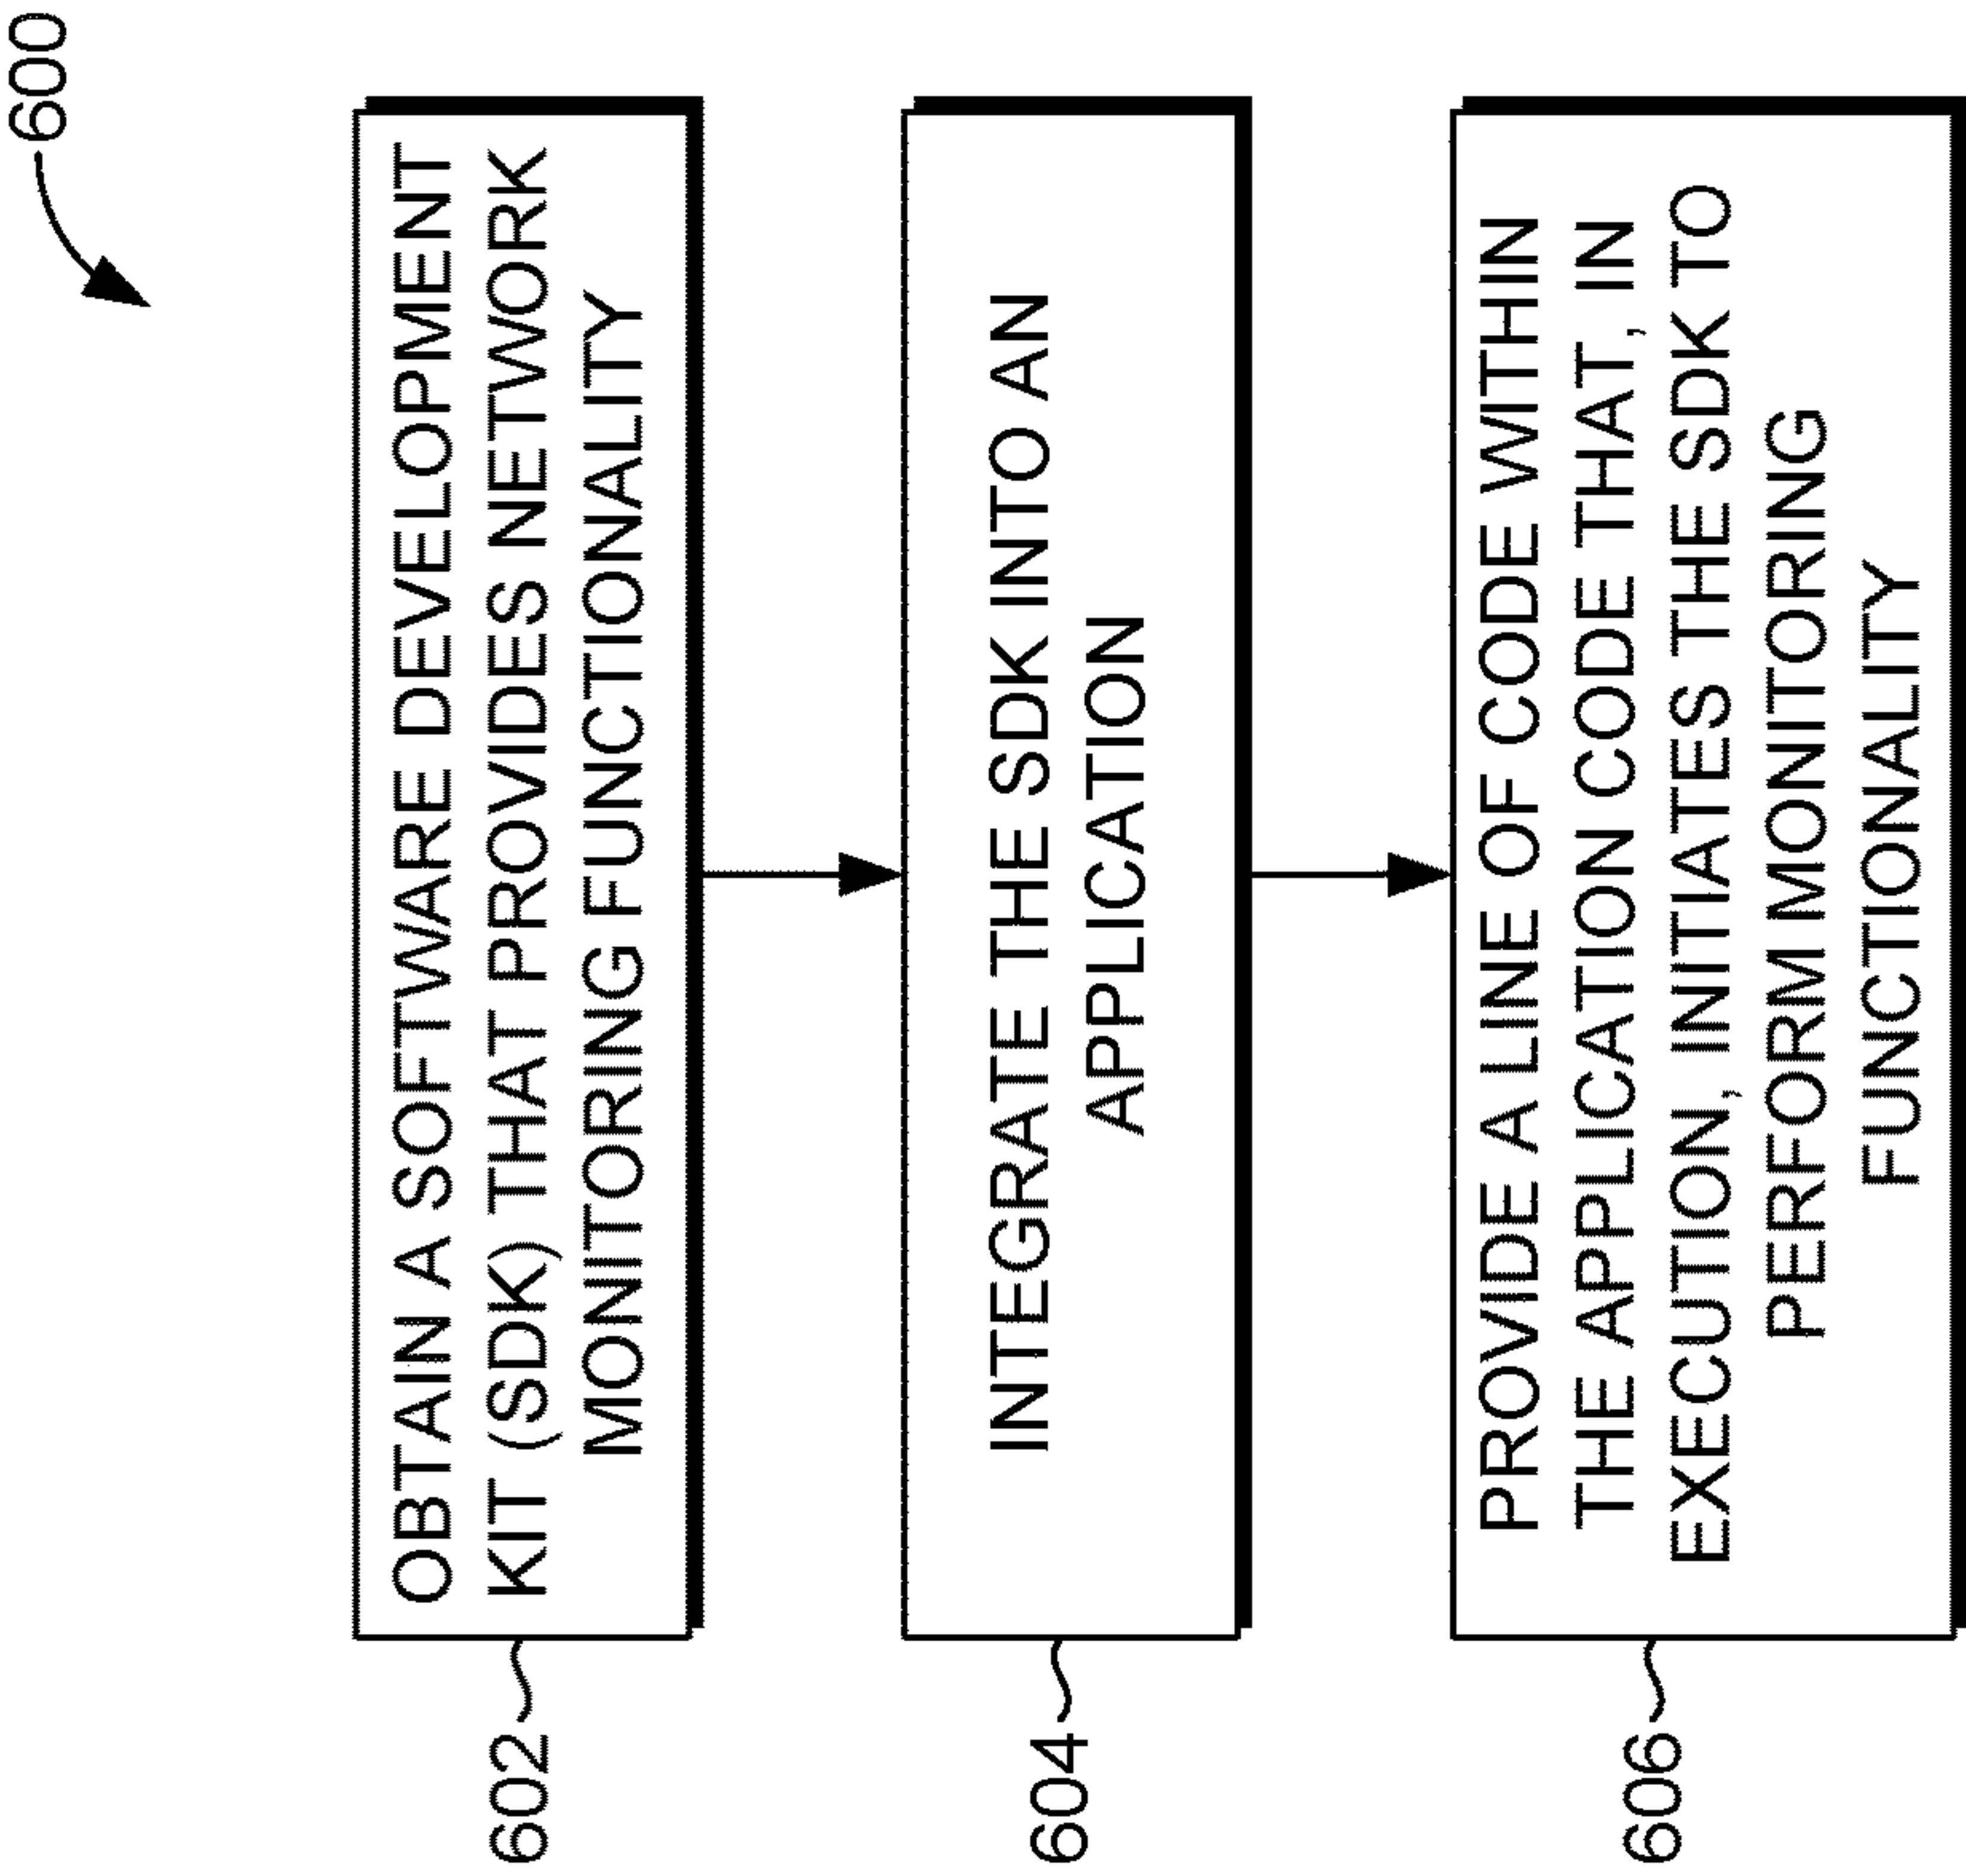 600
602
OBTAIN A SOFTWARE DEVELOPMENT
KIT (SDK) THAT PROVIDES NETWORK
MONITORING FUNCTIONALITY
604
INTEGRATE THE SDK INTO AN
APPLICATION
606
PROVIDE A LINE OF CODE WITHIN
THE APPLICATION CODE THAT, IN
EXECUTION, INITIATES THE SDK TO
PERFORM MONITORING
FUNCTIONALITY